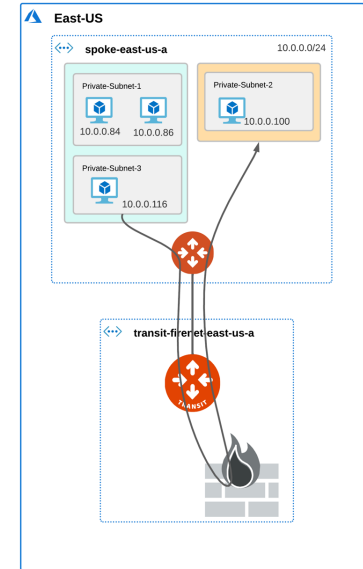 East-US
spoke-east-us-a
10.0.0.0/24
Private-Subnet-1
10.0.0.84
10.0.0.86
Private-Subnet-2
10.0.0.100
Private-Subnet-3
10.0.0.116
transit-firenet-east-us-a
TRANSIT